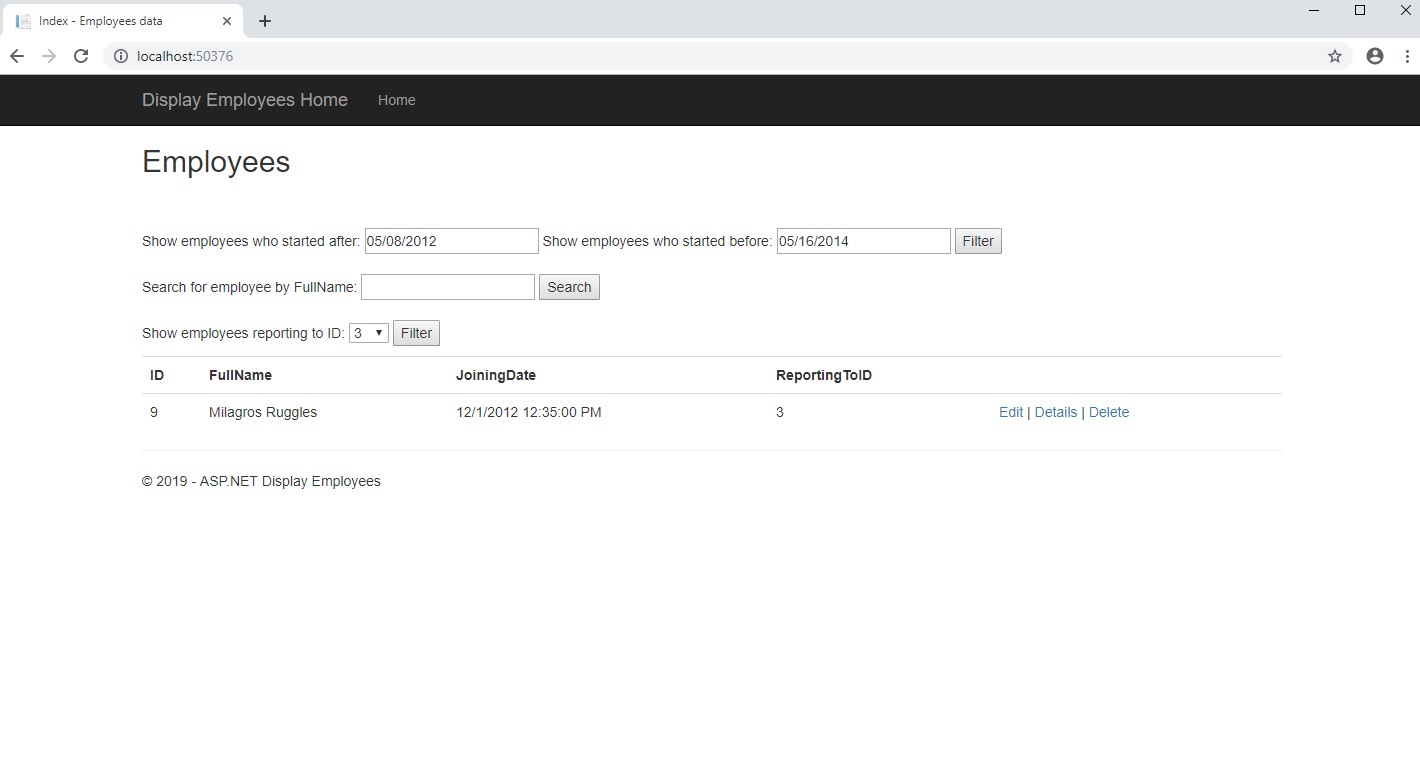 Index - Employees data
localhost:50376
Display Employees Home Home
Employees
Show employees who started after: 05/08/2012 Show employees who started before: 05/16/2014 Filter
Search for employee by FullName: Search
Show employees reporting to ID: 3 Filter
ID FullName JoiningDate ReportingToID
9 Milagros Ruggles 12/1/2012 12:35:00 PM 3 Edit | Details | Delete
© 2019 - ASP.NET Display Employees